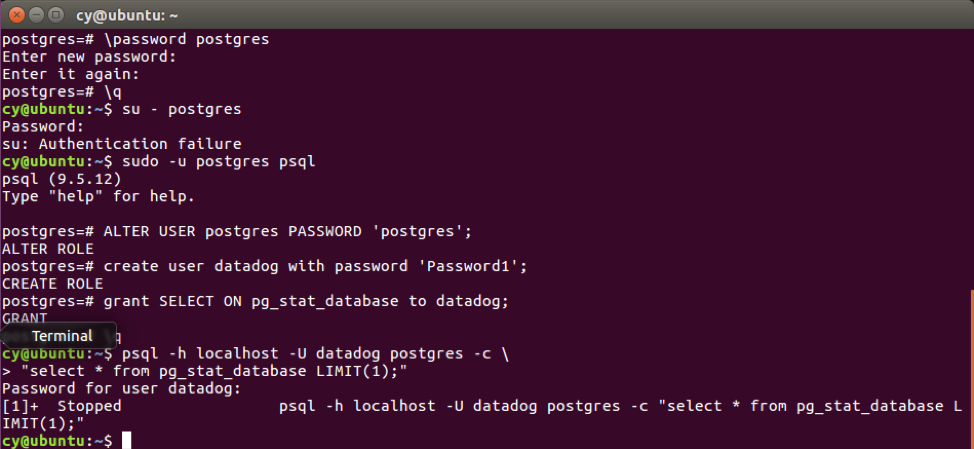 cy@ubuntu: ~
postgres=# \password postgres
Enter new password:
Enter it again:
postgres=# \q
cy@ubuntu:~$ su - postgres
Password:
su: Authentication failure
cy@ubuntu:~$ sudo -u postgres psql
psql (9.5.12)
Type "help" for help.
postgres=# ALTER USER postgres PASSWORD 'postgres';
ALTER ROLE
postgres=# create user datadog with password 'Password1';
CREATE ROLE
postgres=# grant SELECT ON pg_stat_database to datadog;
GRANT
Terminal \q
cy@ubuntu:~$ psql -h localhost -U datadog postgres -c \
> "select * from pg_stat_database LIMIT(1);"
Password for user datadog:
[1]+  Stopped                 psql -h localhost -U datadog postgres -c "select * from pg_stat_database L
IMIT(1);"
cy@ubuntu:~$